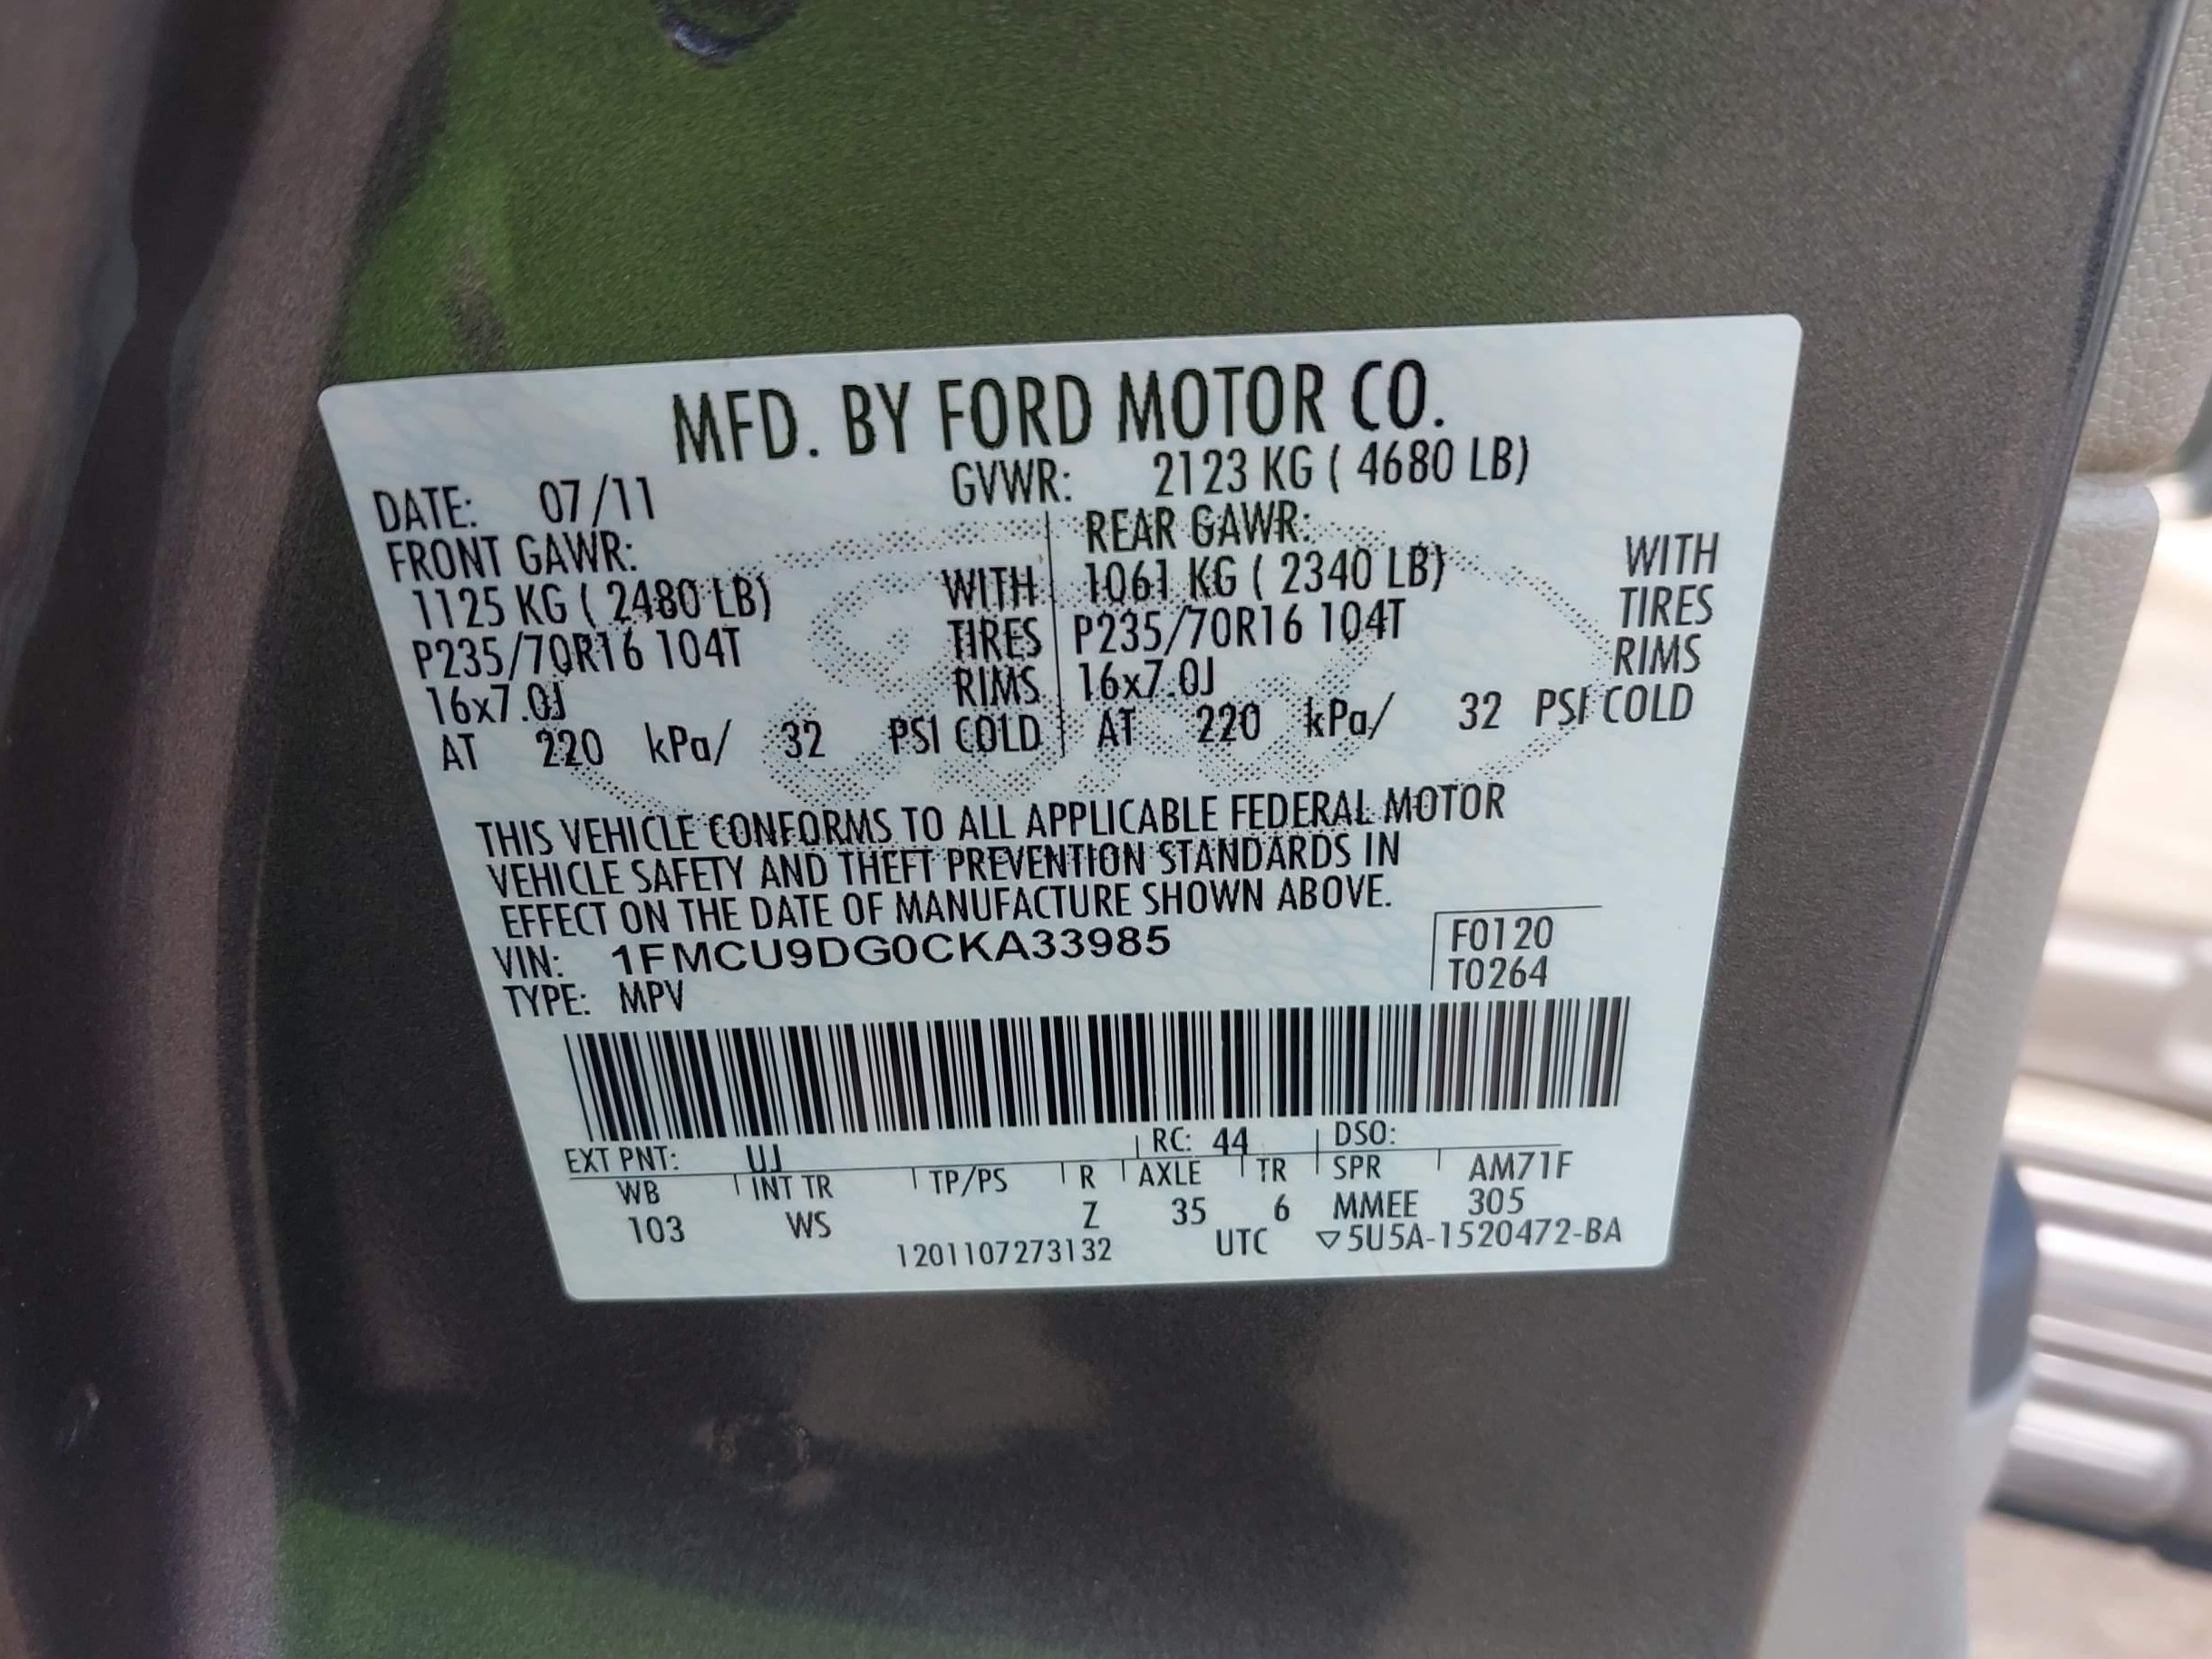 MFD. BY FORD MOTOR CO.
DATE: 07/11 GVWR: 2123 KG ( 4680 LB)
FRONT GAWR: REAR GAWR:
1125 KG ( 2480 LB) WITH 1061 KG ( 2340 LB) WITH
P235/70R16 104T TIRES P235/70R16 104T TIRES
16x7.0J RIMS 16x7.0J RIMS
AT 220 kPa/ 32 PSI COLD AT 220 kPa/ 32 PSI COLD
THIS VEHICLE CONFORMS TO ALL APPLICABLE FEDERAL MOTOR
VEHICLE SAFETY AND THEFT PREVENTION STANDARDS IN
EFFECT ON THE DATE OF MANUFACTURE SHOWN ABOVE.
VIN: 1FMCU9DG0CKA33985 F0120
TYPE: MPV T0264
EXT PNT: UJ RC: 44 DSO:
WB INT TR TP/PS R AXLE TR SPR AM71F
103 WS Z 35 6 MMEE 305
1201107273132 UTC ▽5U5A-1520472-BA